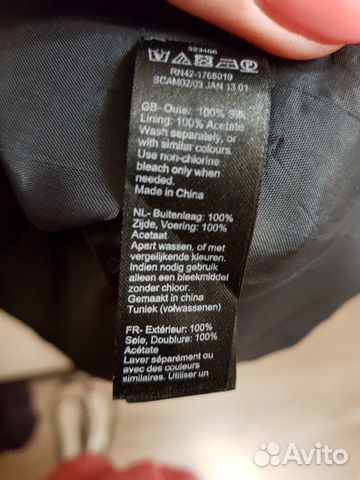 323406
RN42-1768019
SCAM02/03 JAN 13 01
GB- Oute: 100% Silk
Lining: 100% Acetate
Wash separately, or
with similar colours.
Use non-chlorine
bleach only when
needed.
Made in China
NL- Buitenlaag: 100%
Zijde, Voering: 100%
Acetaat
Apart wassen, of met
vergelijkende kleuren.
Indien nodig gebruik
alleen een bleekmiddel
zonder chloor.
Gemaakt in china
Tuniek (volwassenen)
FR- Extérieur: 100%
Soie, Doublure: 100%
Acétate
Laver séparément ou
avec des couleurs
similaires. Utiliser un
Avito